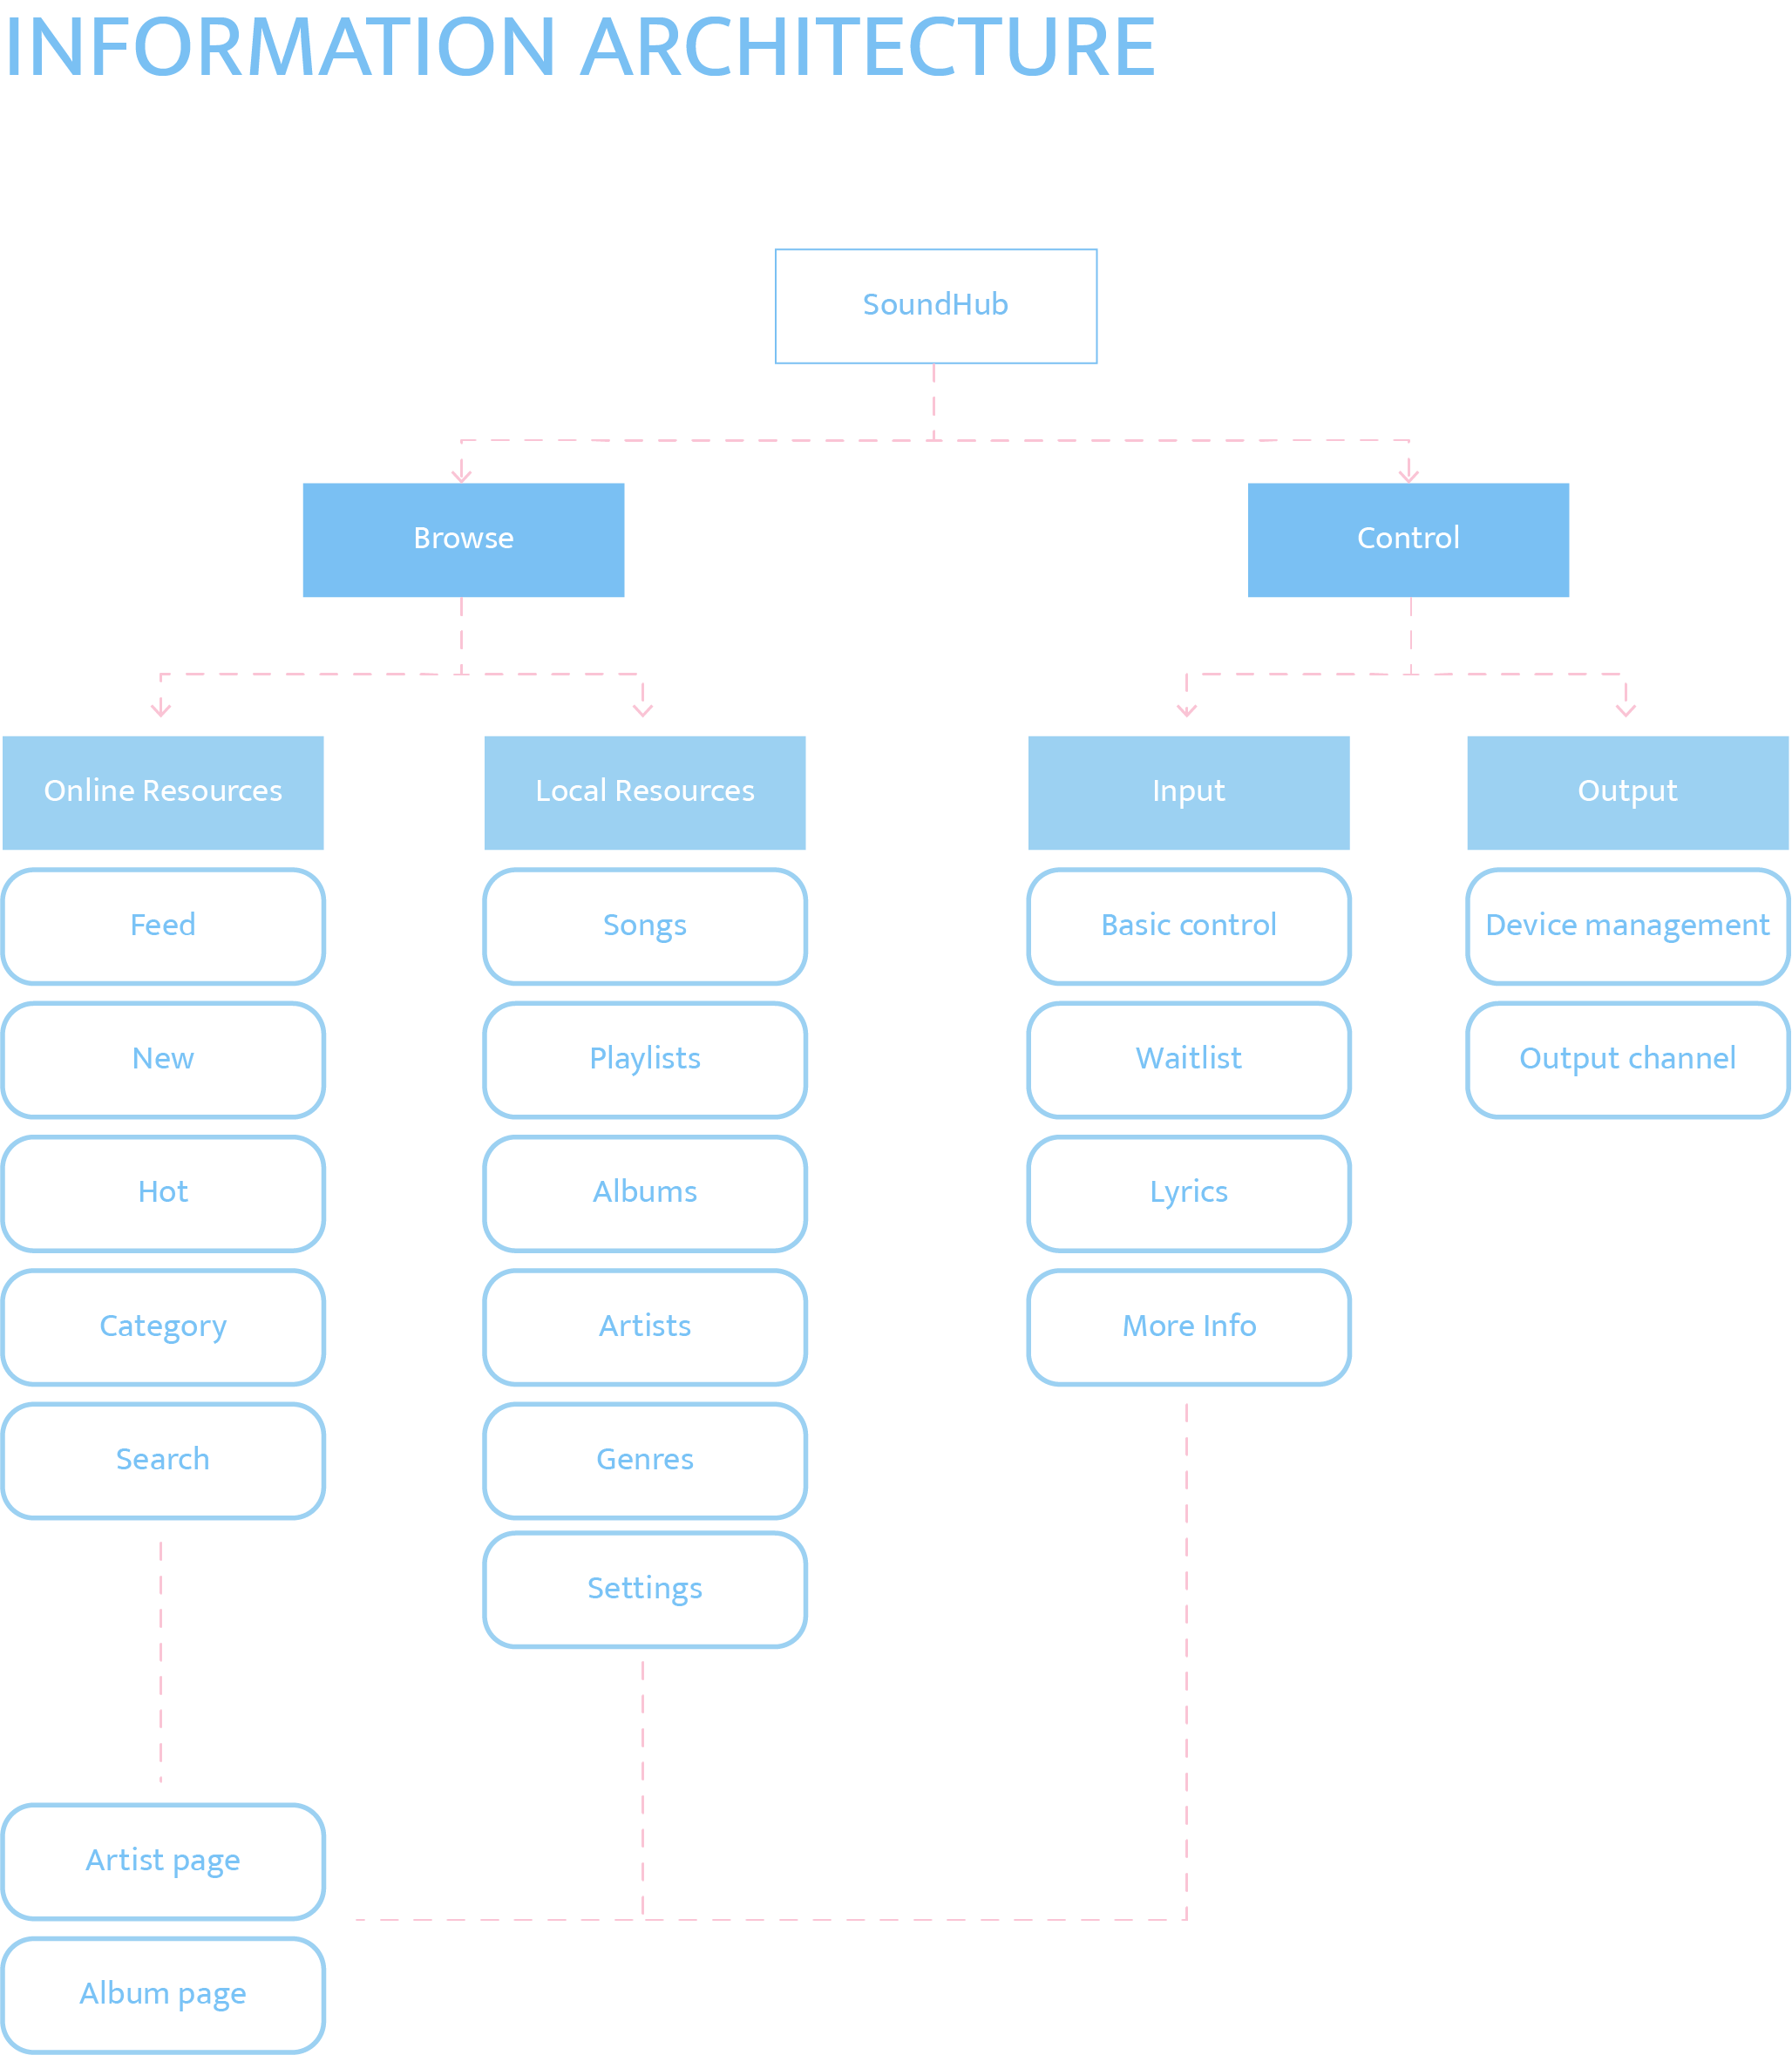 INFORMATION ARCHITECTURE
SoundHub
Browse
Control
Online Resources
Local Resources
Input
Output
Feed
Songs
Basic control
Device management
New
Playlists
Waitlist
Output channel
Hot
Albums
Lyrics
Category
Artists
More Info
Search
Genres
Settings
Artist page
Album page